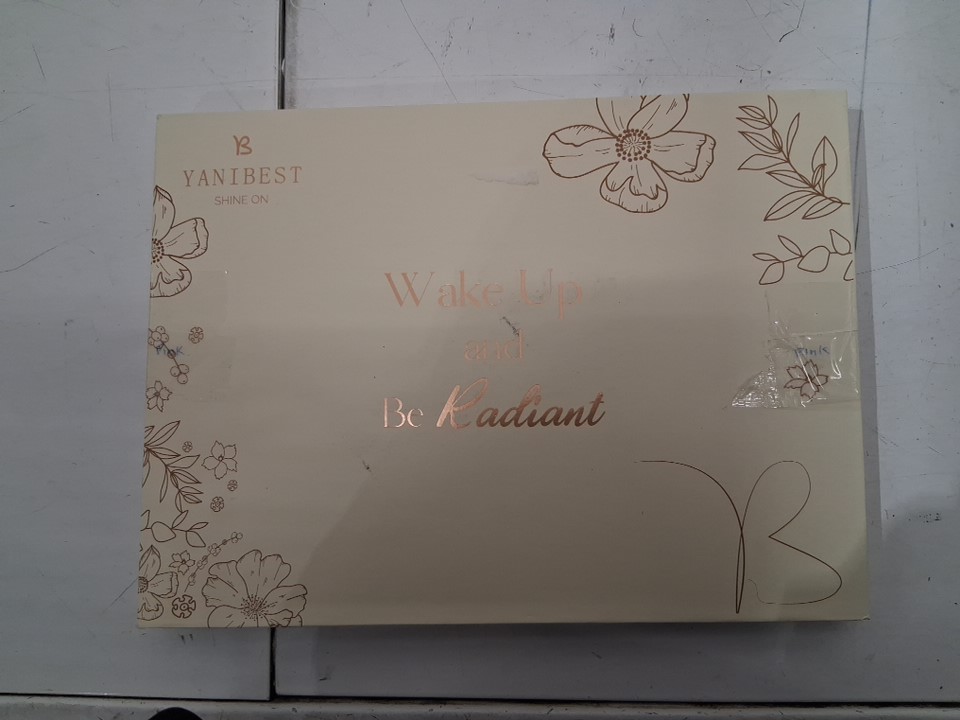 YANIBEST
SHINE ON
Wake Up
and
Be Radiant
Pink
Pink
B